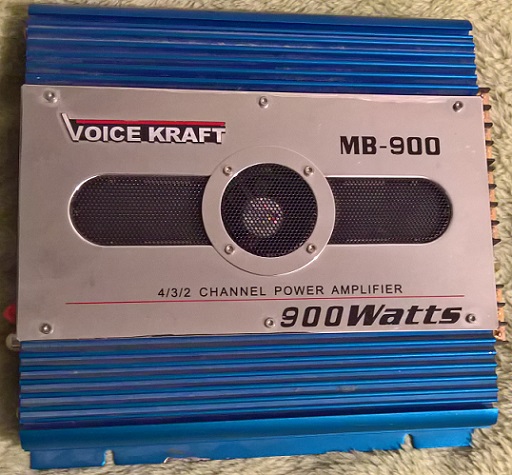 VOICE KRAFT
MB-900
4/3/2 CHANNEL POWER AMPLIFIER
900Watts